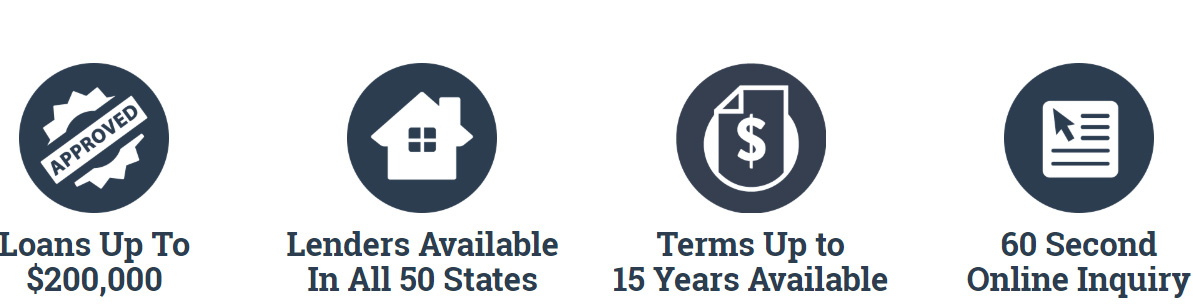 APPROVED
$
Loans Up To
$200,000
Lenders Available
In All 50 States
Terms Up to
15 Years Available
60 Second
Online Inquiry